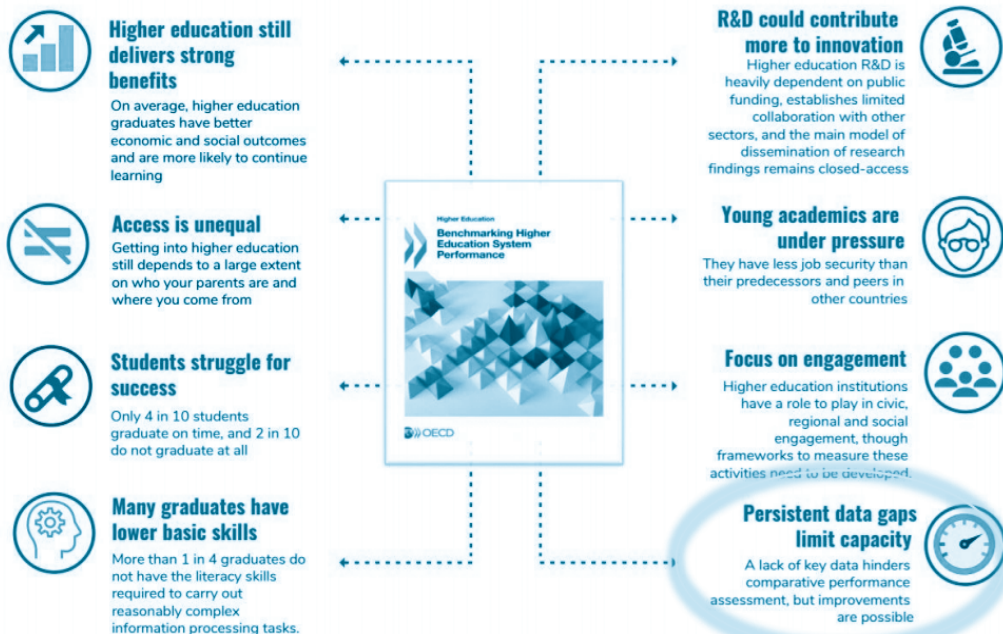 Higher education still
delivers strong
benefits
On average, higher education
graduates have better
economic and social outcomes
and are more likely to continue
learning
Access is unequal
Getting into higher education
still depends to a large extent
on who your parents are and
where you come from
Students struggle for
success
Only 4 in 10 students
graduate on time, and 2 in 10
do not graduate at all
Many graduates have
lower basic skills
More than 1 in 4 graduates do
not have the literacy skills
required to carry out
reasonably complex
information processing tasks.
Higher Education
Benchmarking Higher
Education System
Performance
OECD
R&D could contribute
more to innovation
Higher education R&D is
heavily dependent on public
funding, establishes limited
collaboration with other
sectors, and the main model of
dissemination of research
findings remains closed-access
Young academics are
under pressure
They have less job security than
their predecessors and peers in
other countries
Focus on engagement
Higher education institutions
have a role to play in civic,
regional and social
engagement, though
frameworks to measure these
activities need to be developed.
Persistent data gaps
limit capacity
A lack of key data hinders
comparative performance
assessment, but improvements
are possible